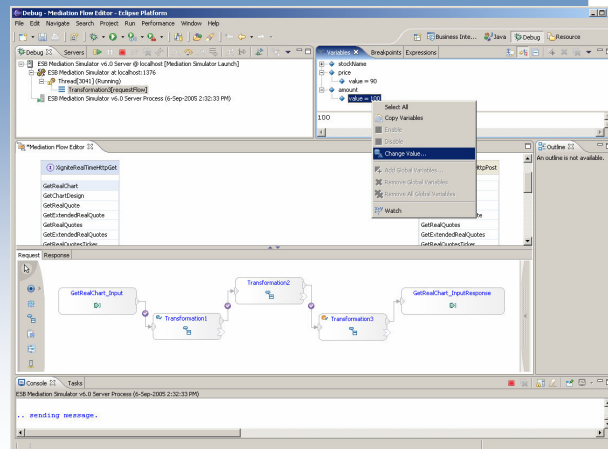 Debug - Mediation Flow Editor - Eclipse Platform
File Edit Navigate Search Project Run Performance Window Help
Business Inte... Java Debug Resource
Debug Servers
ESB Mediation Simulator v6.0 Server @ localhost [Mediation Simulator Launch]
ESB Mediation Simulator at localhost:1376
Thread[3041] (Running)
Transformation3[requestFlow]
ESB Mediation Simulator v6.0 Server Process (6-Sep-2005 2:32:33 PM)
Variables Breakpoints Expressions
stockName
price
value = 90
amount
value = 100
100
Select All
Copy Variables
Enable
Disable
Change Value...
Add Global Variables...
Remove Global Variables
Remove All Global Variables
Watch
*Mediation Flow Editor
XigniteRealTimeHttpGet
GetRealChart
GetChartDesign
GetRealQuote
GetExtendedRealQuote
GetRealQuotes
GetExtendedRealQuotes
GetRealQuotesTicker
HttpPost
GetRealQuotes
GetExtendedRealQuotes
GetRealQuotesTicker
Outline
An outline is not available.
Request Response
GetRealChart_Input
Transformation1
Transformation2
Transformation3
GetRealChart_InputResponse
Console Tasks
ESB Mediation Simulator v6.0 Server Process (6-Sep-2005 2:32:33 PM)
.. sending message.